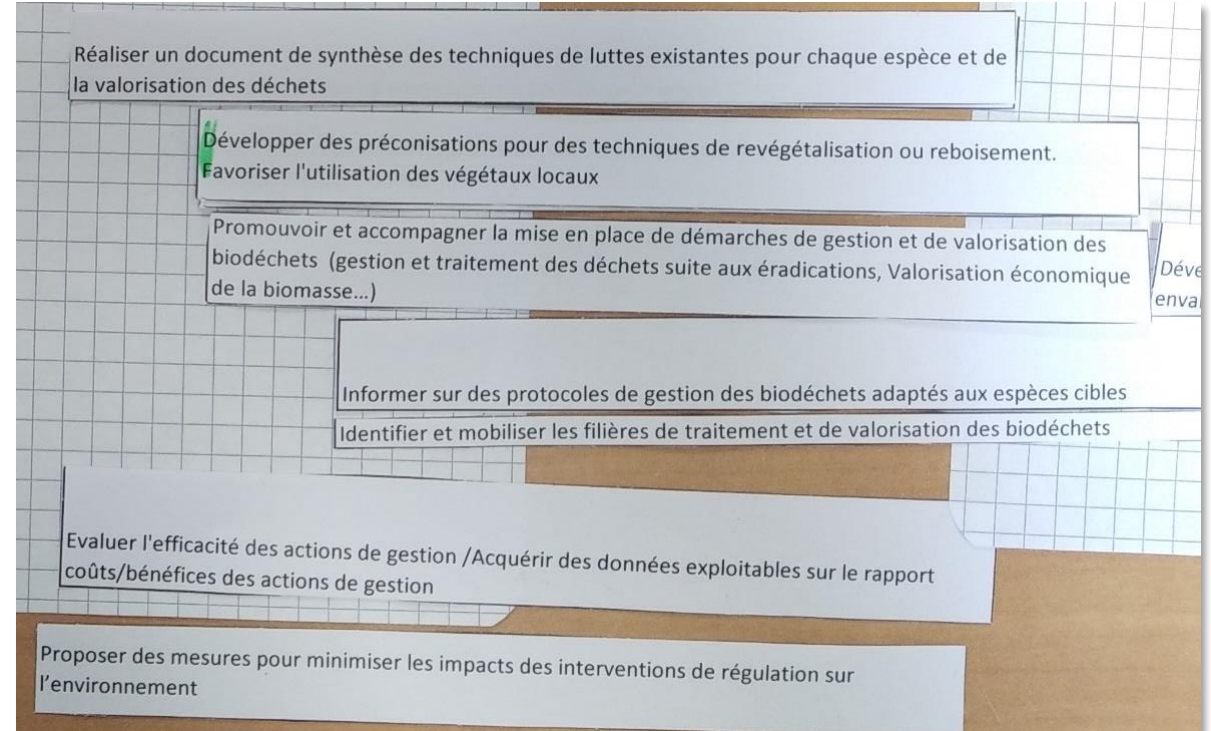 Réaliser un document de synthèse des techniques de luttes existantes pour chaque espèce et de
la valorisation des déchets
Développer des préconisations pour des techniques de revégétalisation ou reboisement.
Favoriser l'utilisation des végétaux locaux
Promouvoir et accompagner la mise en place de démarches de gestion et de valorisation des
biodéchets (gestion et traitement des déchets suite aux éradications, Valorisation économique
de la biomasse...)
Informer sur des protocoles de gestion des biodéchets adaptés aux espèces cibles
Identifier et mobiliser les filières de traitement et de valorisation des biodéchets
Evaluer l'efficacité des actions de gestion /Acquérir des données exploitables sur le rapport
coûts/bénéfices des actions de gestion
Proposer des mesures pour minimiser les impacts des interventions de régulation sur
l'environnement